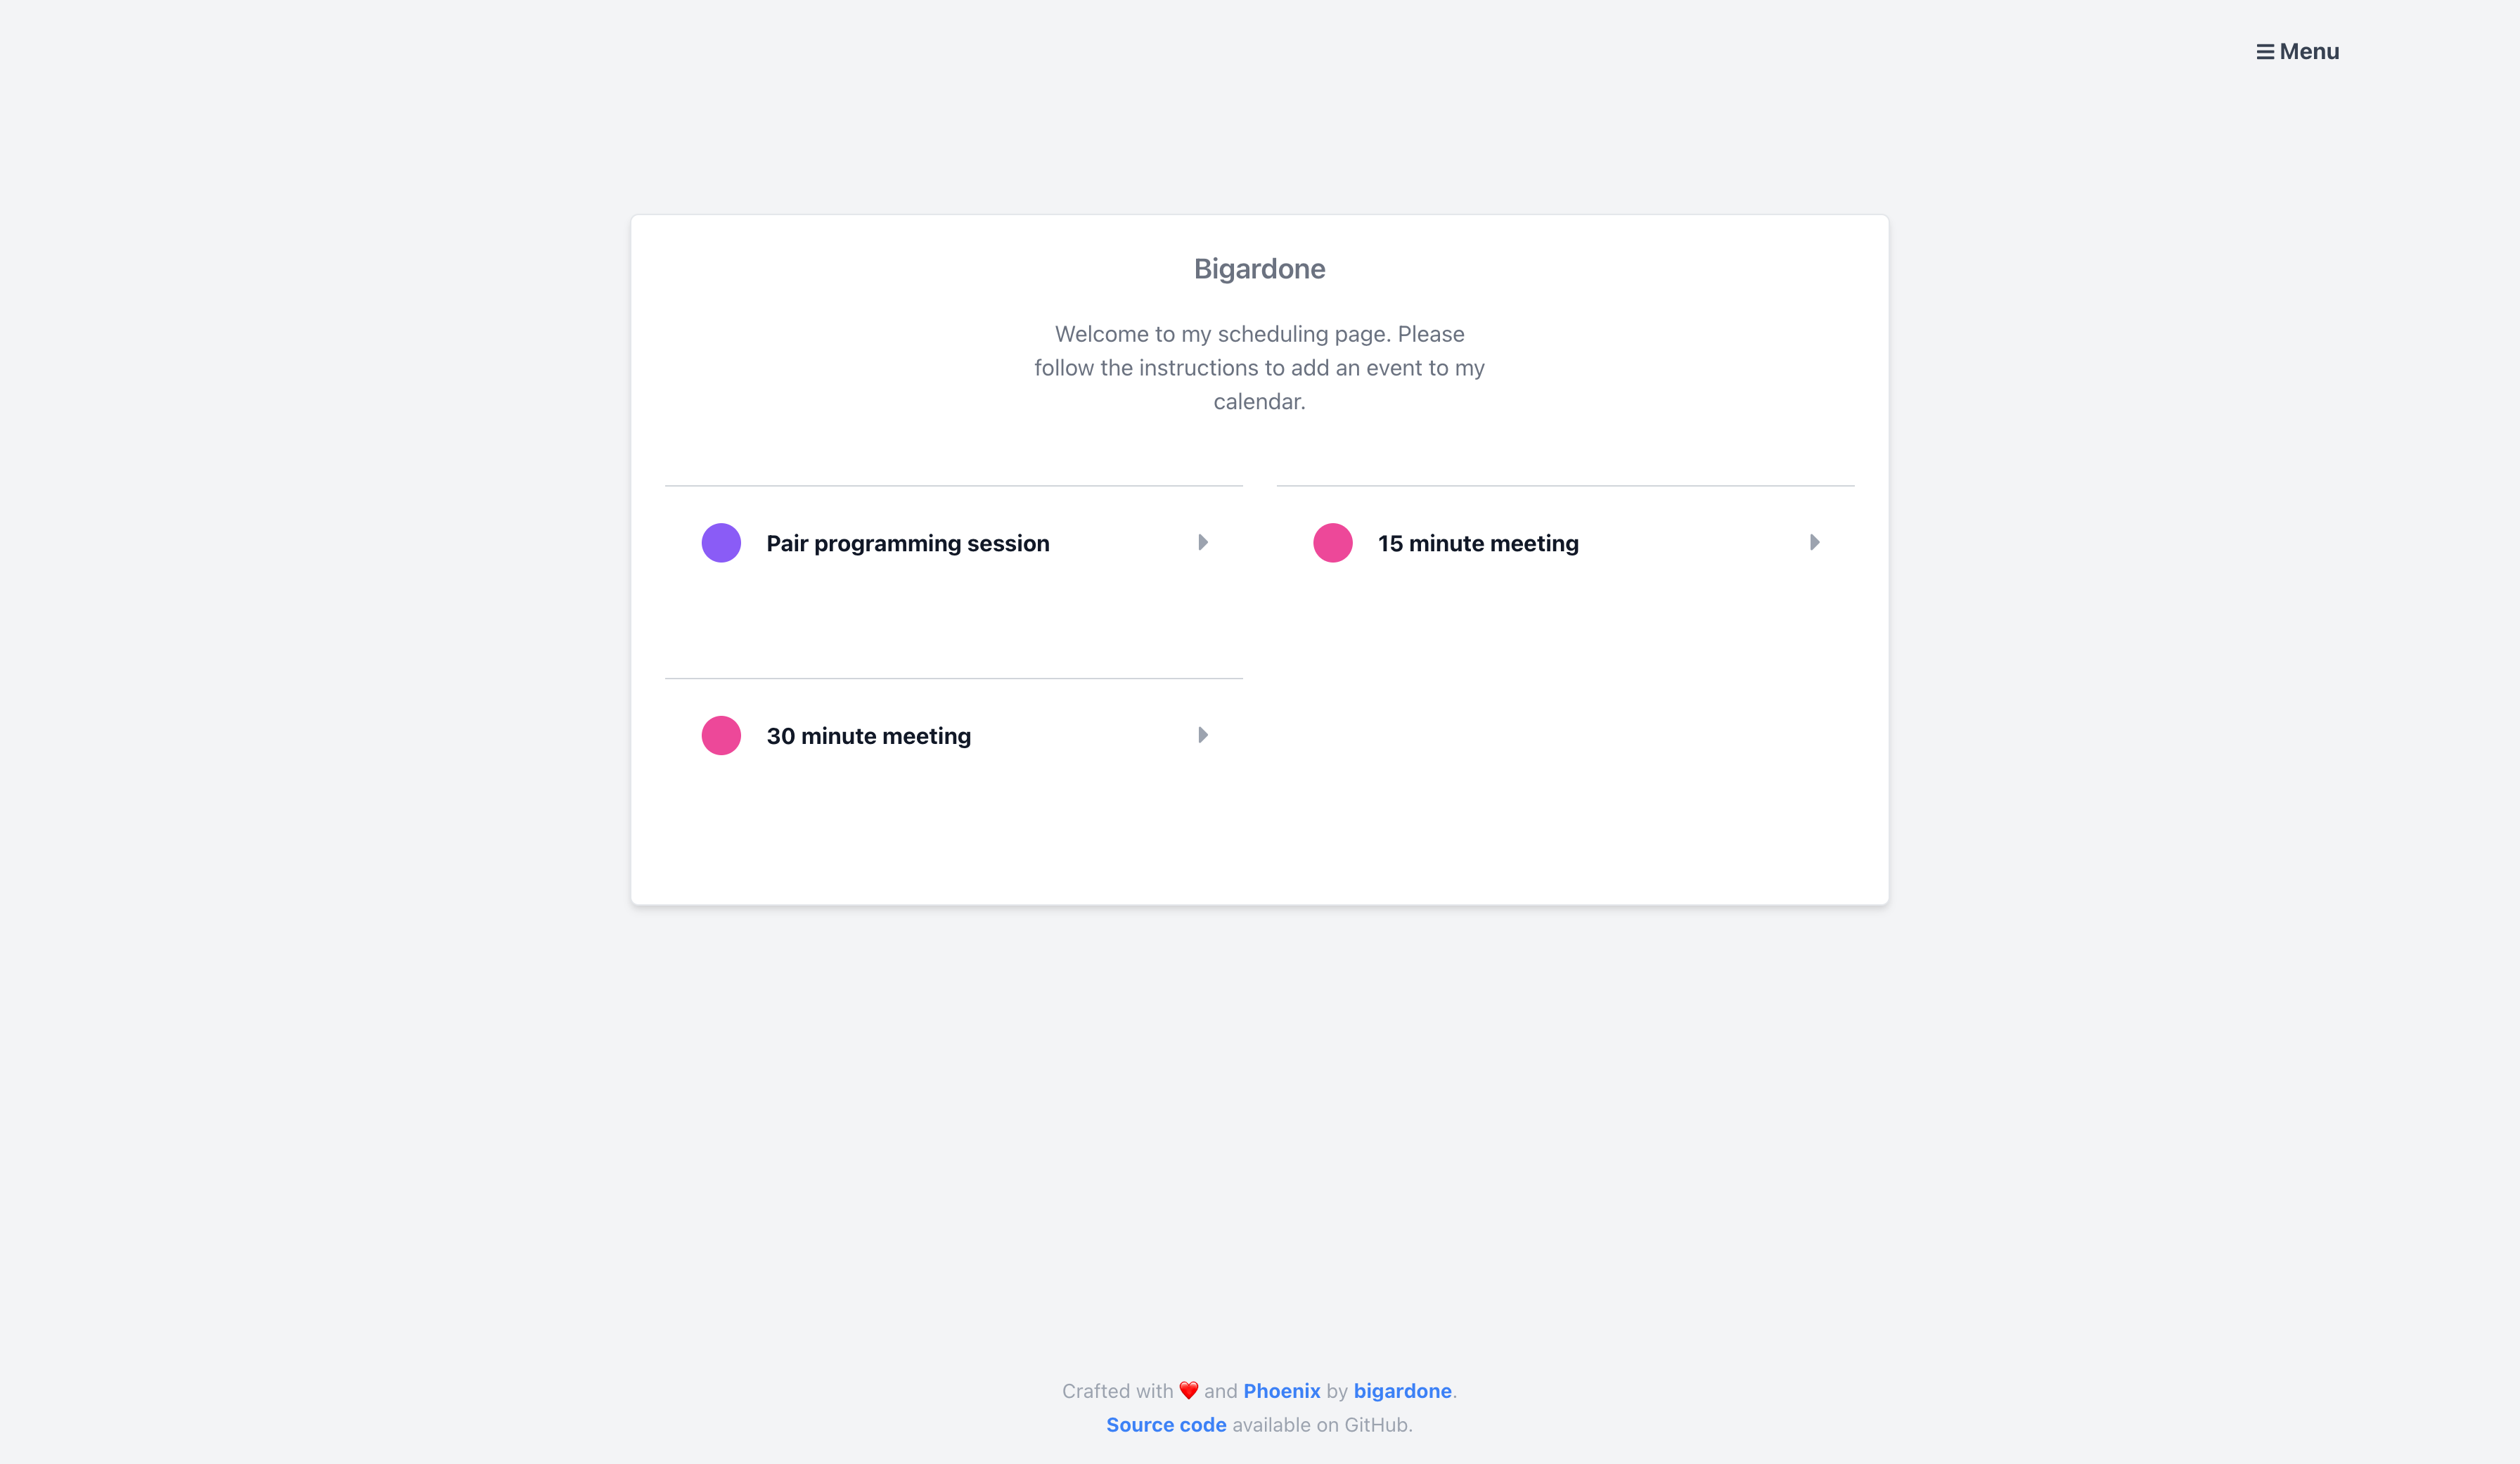 Menu
Bigardone
Welcome to my scheduling page. Please
follow the instructions to add an event to my
calendar.
Pair programming session
15 minute meeting
30 minute meeting
Crafted with ❤️ and Phoenix by bigardone.
Source code available on GitHub.